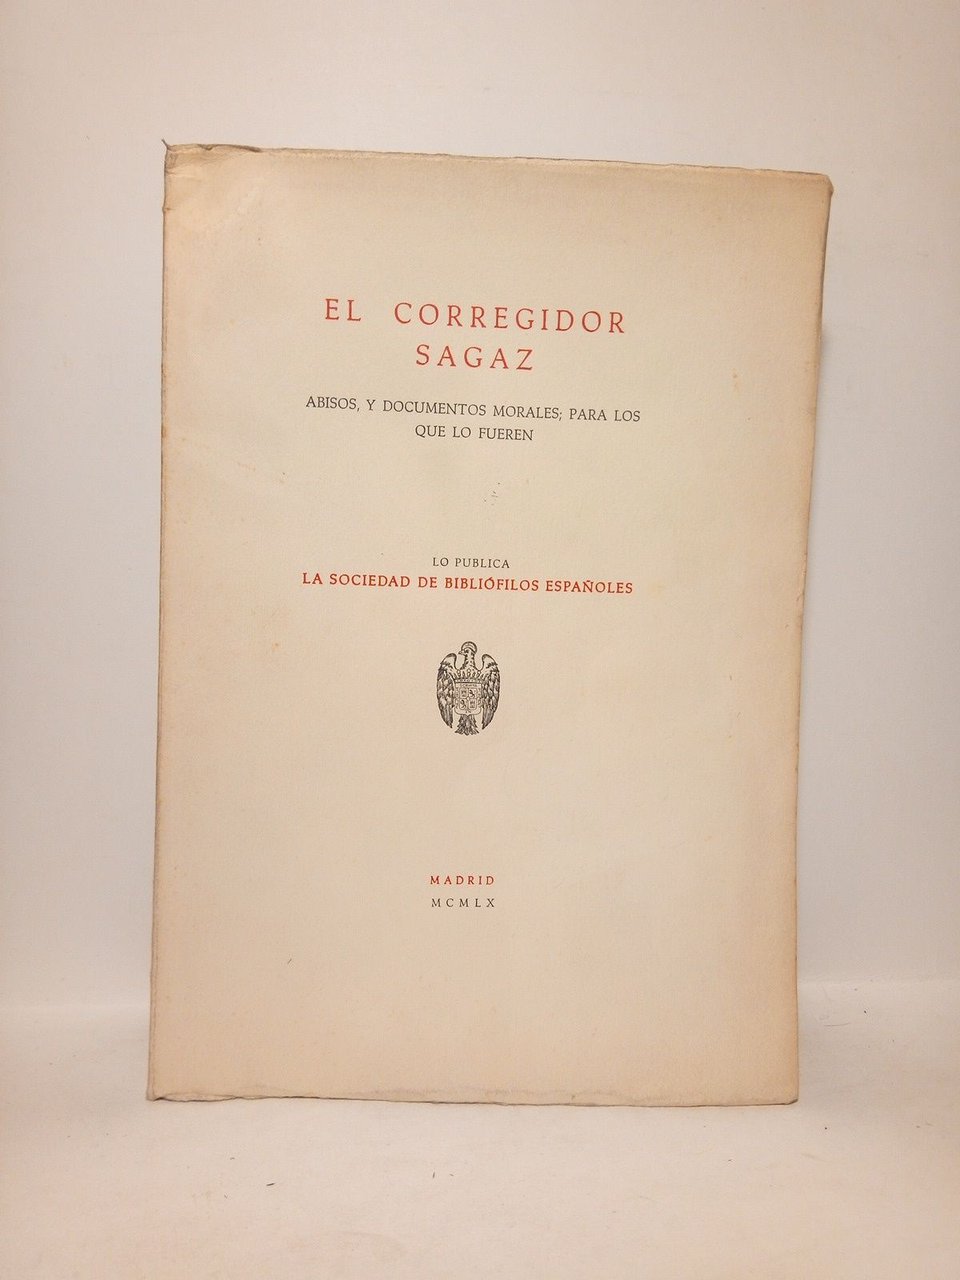 EL CORREGIDOR
SAGAZ
ABISOS, Y DOCUMENTOS MORALES; PARA LOS
QUE LO FUEREN
LO PUBLICA
LA SOCIEDAD DE BIBLIÓFILOS ESPAÑOLES
MADRID
MCMLX